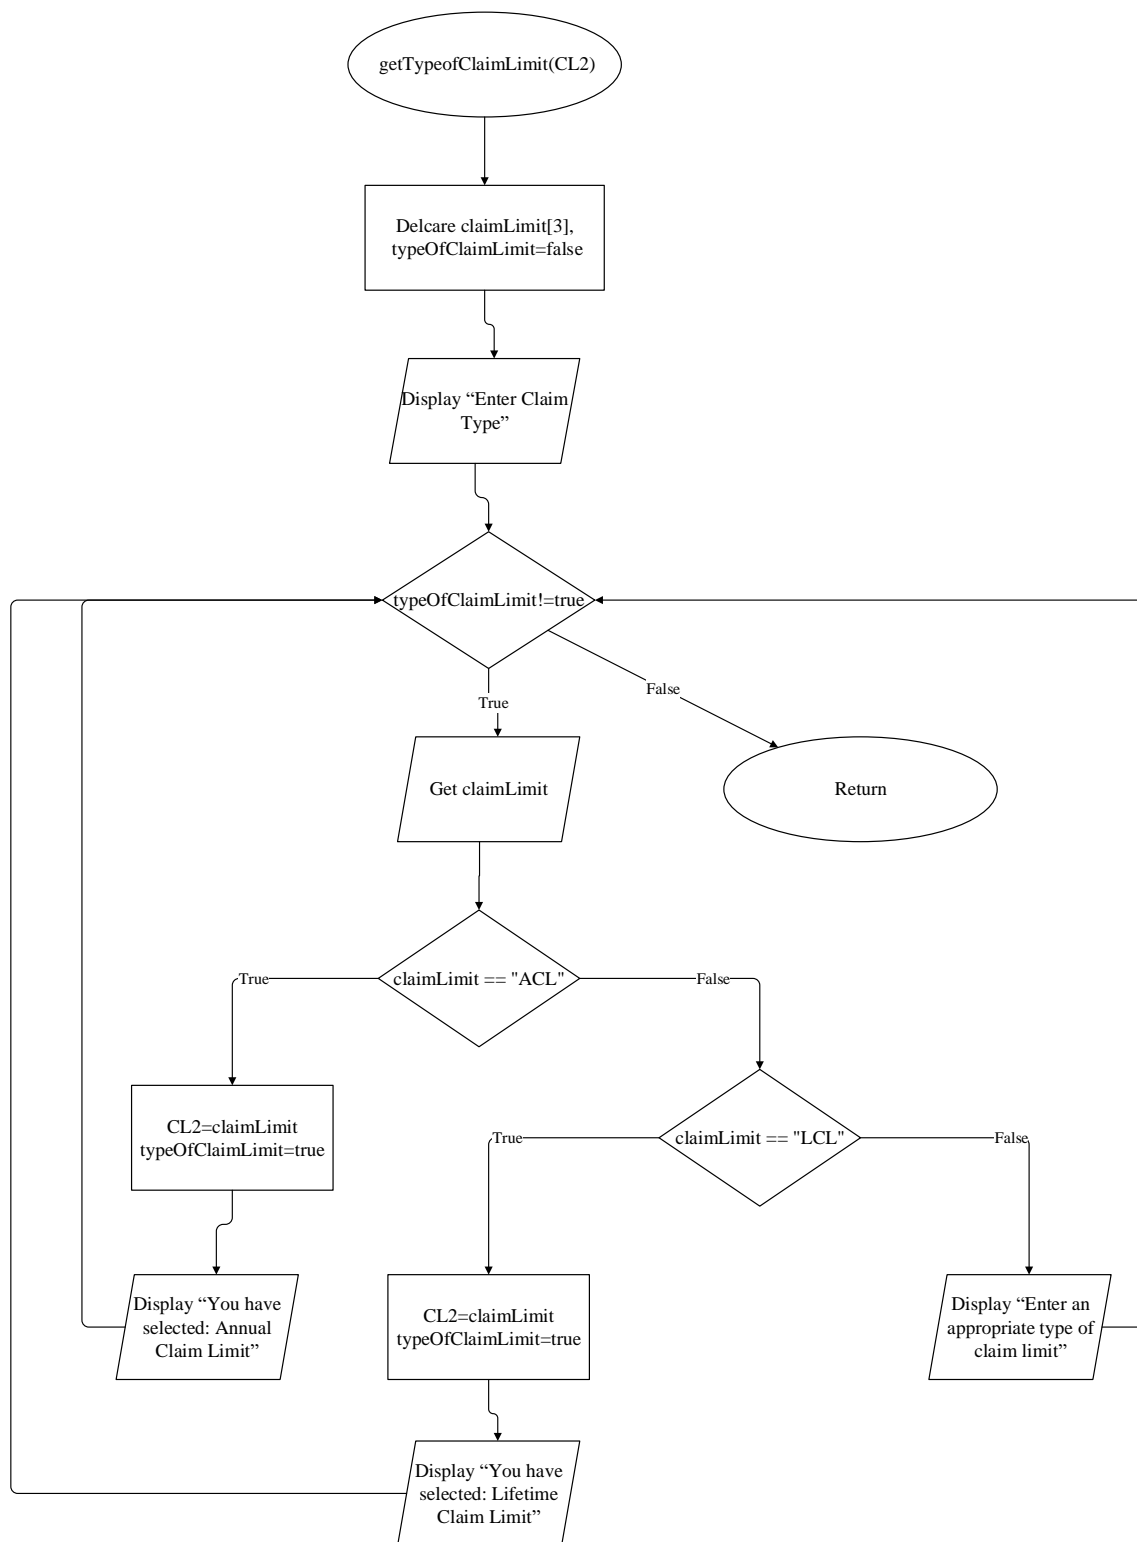 getTypeofClaimLimit(CL2)
Delcare claimLimit[3],
typeOfClaimLimit=false
Display “Enter Claim
Type”
typeOfClaimLimit!=true
False
True
Get claimLimit
Return
claimLimit == "ACL"
True
False
CL2=claimLimit
typeOfClaimLimit=true
claimLimit == "LCL"
True
False
Display “You have
selected: Annual
Claim Limit”
CL2=claimLimit
typeOfClaimLimit=true
Display “Enter an
appropriate type of
claim limit”
Display “You have
selected: Lifetime
Claim Limit”